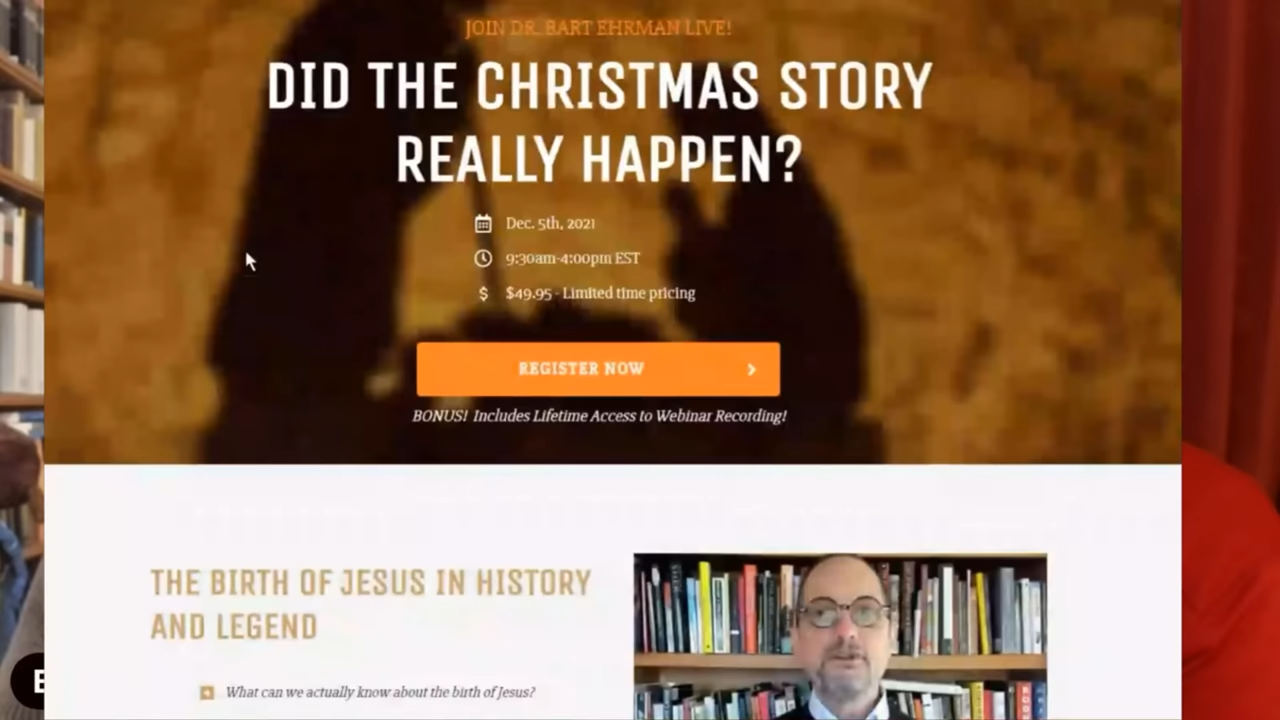 JOIN DR. BART EHRMAN LIVE!
DID THE CHRISTMAS STORY
REALLY HAPPEN?
Dec. 5th, 2021
9:30am-4:00pm EST
$49.95 - Limited time pricing
REGISTER NOW
BONUS! Includes Lifetime Access to Webinar Recording!
THE BIRTH OF JESUS IN HISTORY
AND LEGEND
What can we actually know about the birth of Jesus?